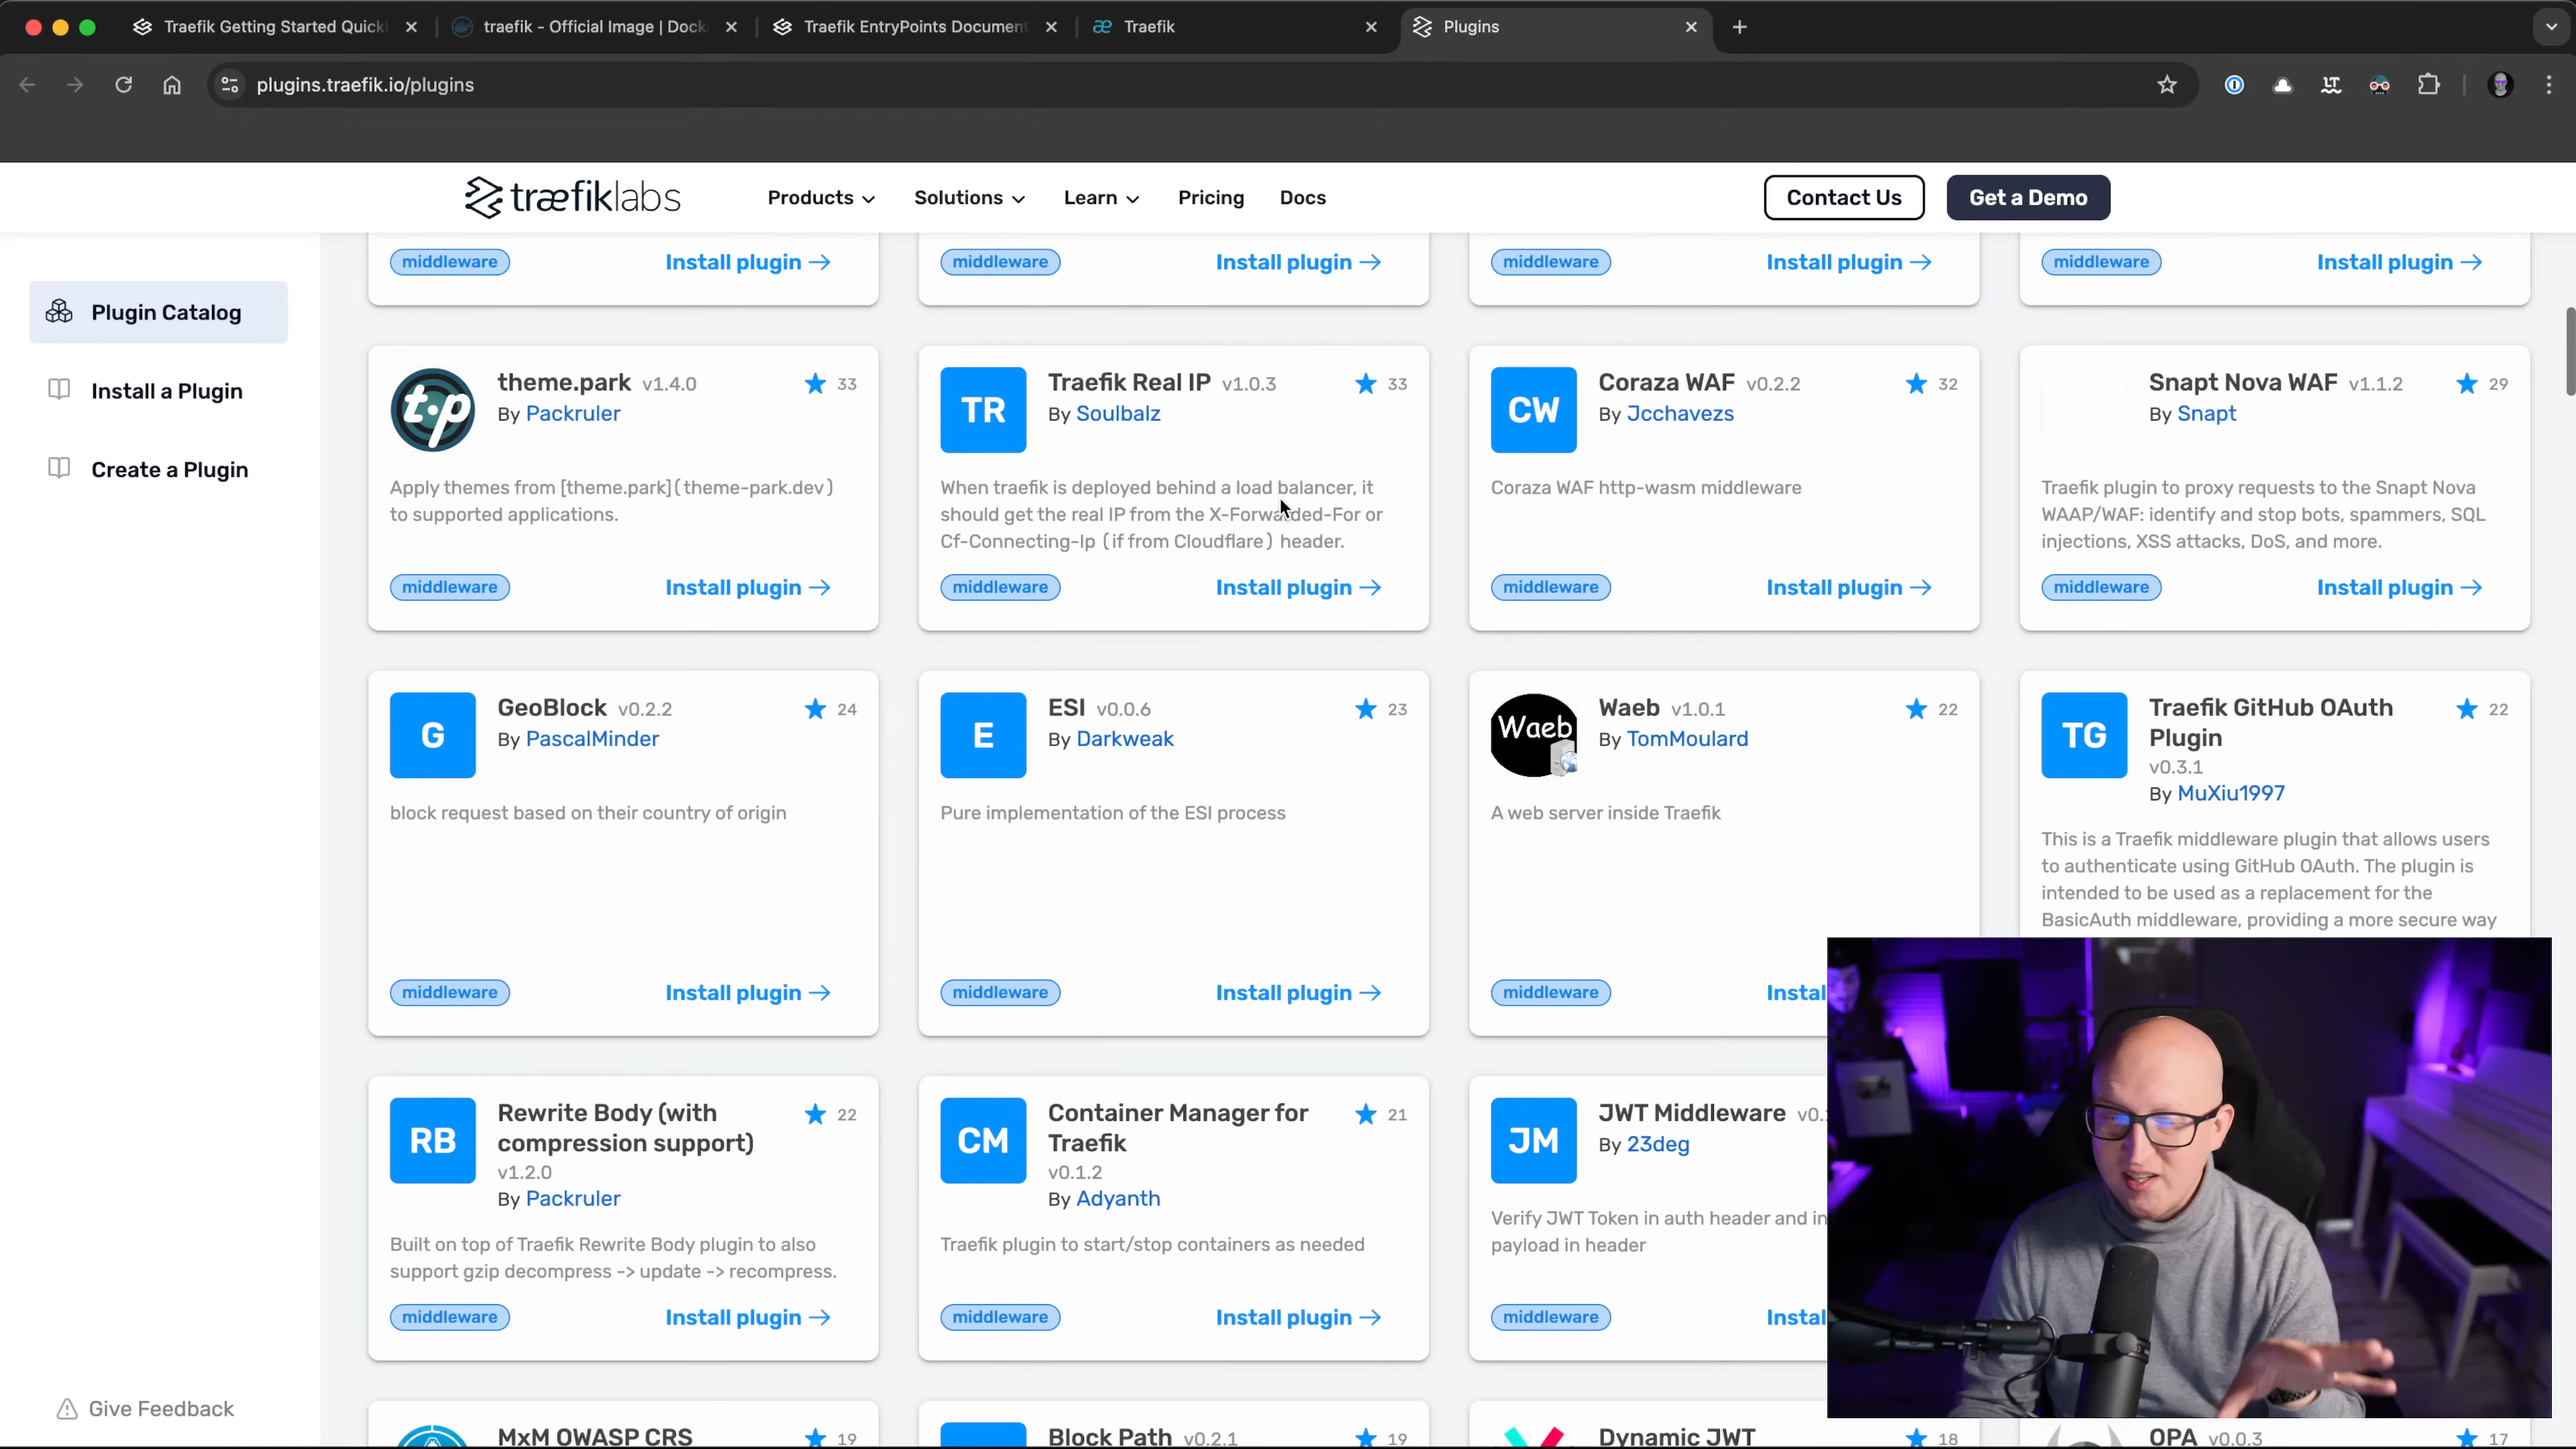 Traefik Getting Started Quick
traefik - Official Image | Dock
Traefik EntryPoints Document
Traefik
Plugins
plugins.traefik.io/plugins
træfiklabs
Products
Solutions
Learn
Pricing
Docs
Contact Us
Get a Demo
Plugin Catalog
Install a Plugin
Create a Plugin
Give Feedback
middleware
Install plugin →
middleware
Install plugin →
middleware
Install plugin →
middleware
Install plugin →
t·p
theme.park v1.4.0
33
By Packruler
Apply themes from [theme.park](theme-park.dev)
to supported applications.
middleware
Install plugin →
TR
Traefik Real IP v1.0.3
33
By Soulbalz
When traefik is deployed behind a load balancer, it
should get the real IP from the X-Forwarded-For or
Cf-Connecting-Ip (if from Cloudflare) header.
middleware
Install plugin →
CW
Coraza WAF v0.2.2
32
By Jcchavezs
Coraza WAF http-wasm middleware
middleware
Install plugin →
Snapt Nova WAF v1.1.2
29
By Snapt
Traefik plugin to proxy requests to the Snapt Nova
WAAP/WAF: identify and stop bots, spammers, SQL
injections, XSS attacks, DoS, and more.
middleware
Install plugin →
G
GeoBlock v0.2.2
24
By PascalMinder
block request based on their country of origin
middleware
Install plugin →
E
ESI v0.0.6
23
By Darkweak
Pure implementation of the ESI process
middleware
Install plugin →
Waeb
Waeb v1.0.1
22
By TomMoulard
A web server inside Traefik
middleware
Instal
TG
Traefik GitHub OAuth
Plugin
22
v0.3.1
By MuXiu1997
This is a Traefik middleware plugin that allows users
to authenticate using GitHub OAuth. The plugin is
intended to be used as a replacement for the
BasicAuth middleware, providing a more secure way
RB
Rewrite Body (with
compression support)
22
v1.2.0
By Packruler
Built on top of Traefik Rewrite Body plugin to also
support gzip decompress -> update -> recompress.
middleware
Install plugin →
CM
Container Manager for
Traefik
21
v0.1.2
By Adyanth
Traefik plugin to start/stop containers as needed
middleware
Install plugin →
JM
JWT Middleware v0.
By 23deg
Verify JWT Token in auth header and in
payload in header
middleware
Instal
MxM OWASP CRS
19
Block Path v0.2.1
19
Dynamic JWT
18
OPA v0.0.3
17